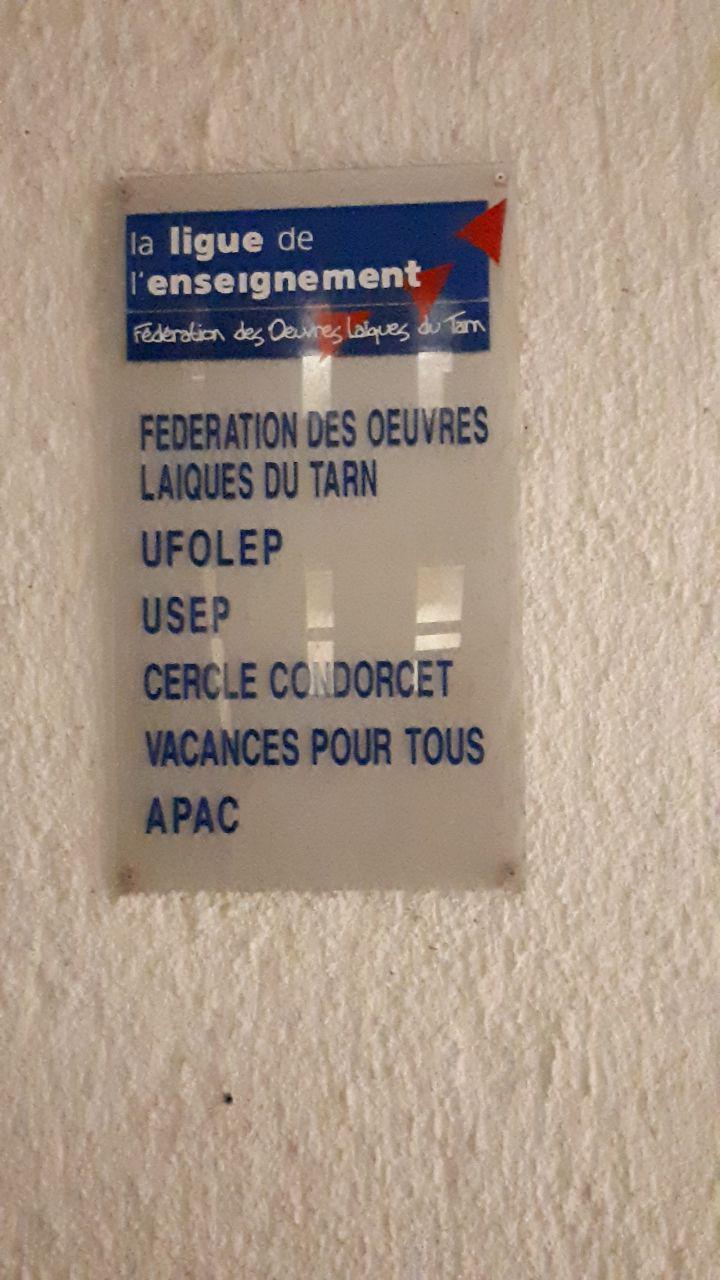 la ligue de
l'enseignement
Fédération des Oeuvres Laïques du Tarn
FEDERATION DES OEUVRES
LAIQUES DU TARN
UFOLEP
USEP
CERCLE CONDORCET
VACANCES POUR TOUS
APAC